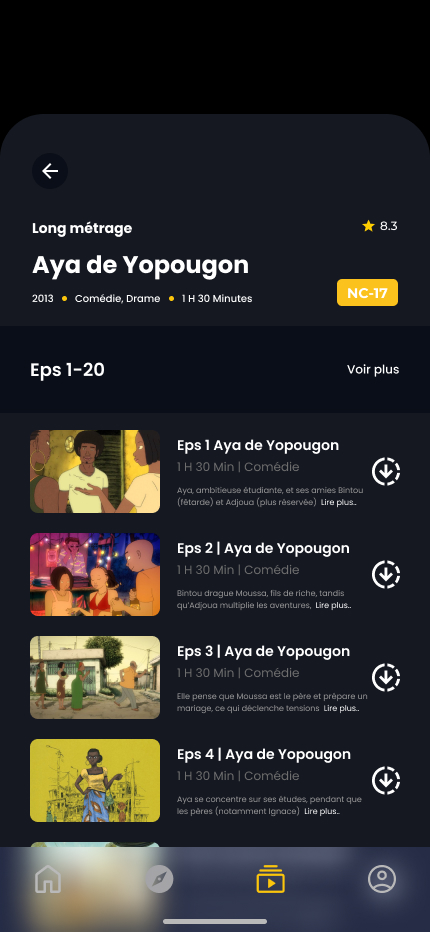 Long métrage
8.3
Aya de Yopougon
2013 • Comédie, Drame • 1 H 30 Minutes
NC-17
Eps 1-20
Voir plus
Eps 1 Aya de Yopougon
1 H 30 Min | Comédie
Aya, ambitieuse étudiante, et ses amies Bintou
(fêtarde) et Adjoua (plus réservée) Lire plus..
Eps 2 | Aya de Yopougon
1 H 30 Min | Comédie
Bintou drague Moussa, fils de riche, tandis
qu'Adjoua multiplie les aventures, Lire plus..
Eps 3 | Aya de Yopougon
1 H 30 Min | Comédie
Elle pense que Moussa est le père et prépare un
mariage, ce qui déclenche tensions Lire plus..
Eps 4 | Aya de Yopougon
1 H 30 Min | Comédie
Aya se concentre sur ses études, pendant que
les pères (notamment Ignace) Lire plus..